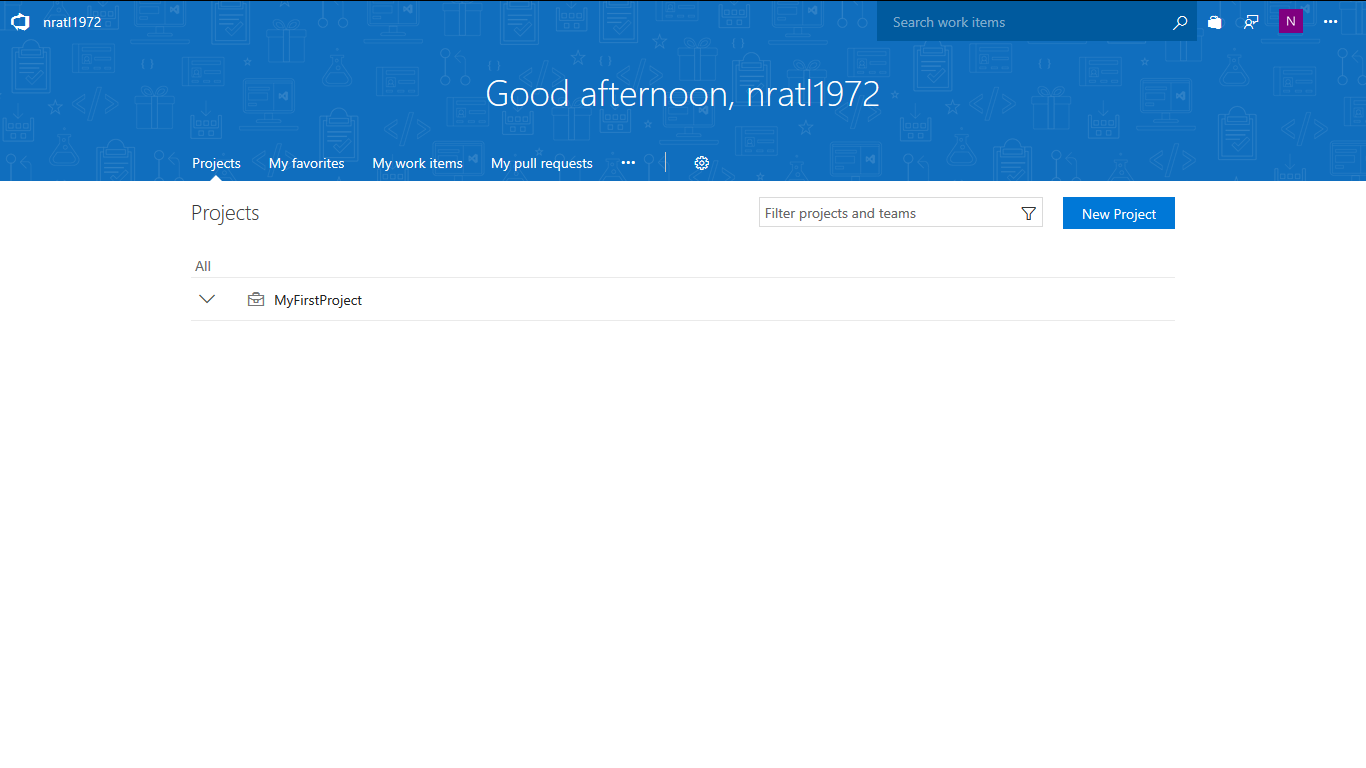 nratl1972
Search work items
N
Good afternoon, nratl1972
Projects My favorites My work items My pull requests
Projects
Filter projects and teams
New Project
All
MyFirstProject